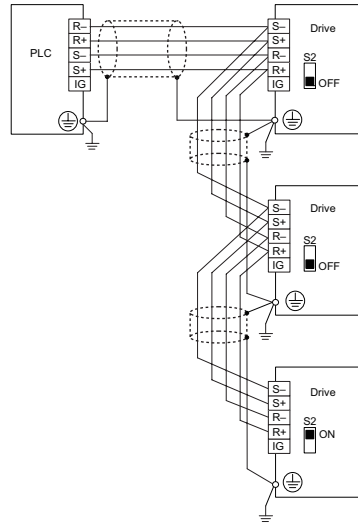 PLC
R–
R+
S–
S+
IG
S–
S+
R–
R+
IG
Drive
S2
OFF
S–
S+
R–
R+
IG
Drive
S2
OFF
S–
S+
R–
R+
IG
Drive
S2
ON